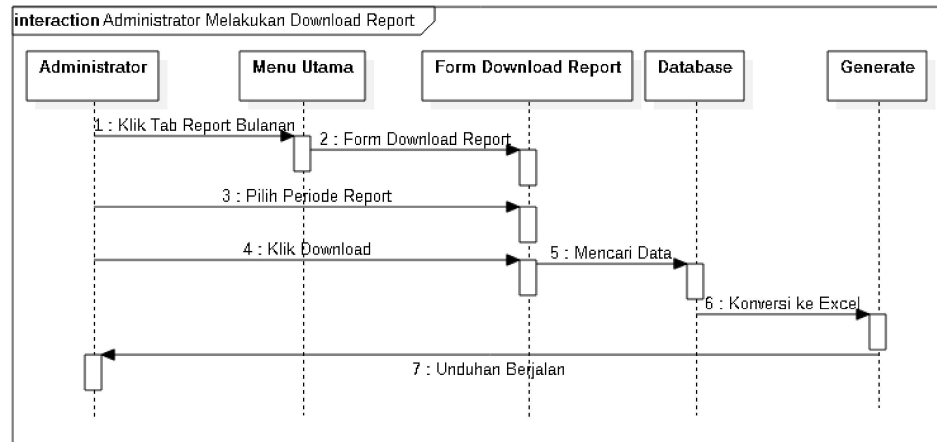 interaction Administrator Melakukan Download Report
Administrator
Menu Utama
Form Download Report
Database
Generate
1 : Klik Tab Report Bulanan
2 : Form Download Report
3 : Pilih Periode Report
4 : Klik Download
5 : Mencari Data
6 : Konversi ke Excel
7 : Unduhan Berjalan